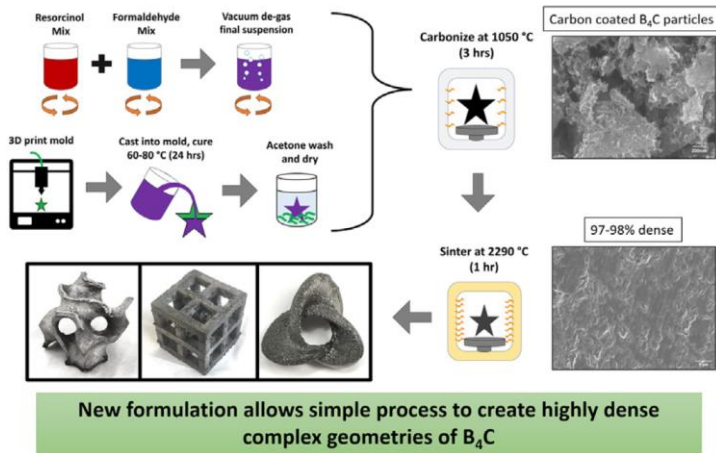 Resorcinol
Mix
Formaldehyde
Mix
Vacuum de-gas
final suspension
3D print mold
Cast into mold, cure
60-80 °C (24 hrs)
Acetone wash
and dry
Carbonize at 1050 °C
(3 hrs)
Carbon coated B₄C particles
Sinter at 2290 °C
(1 hr)
97-98% dense
New formulation allows simple process to create highly dense
complex geometries of B₄C